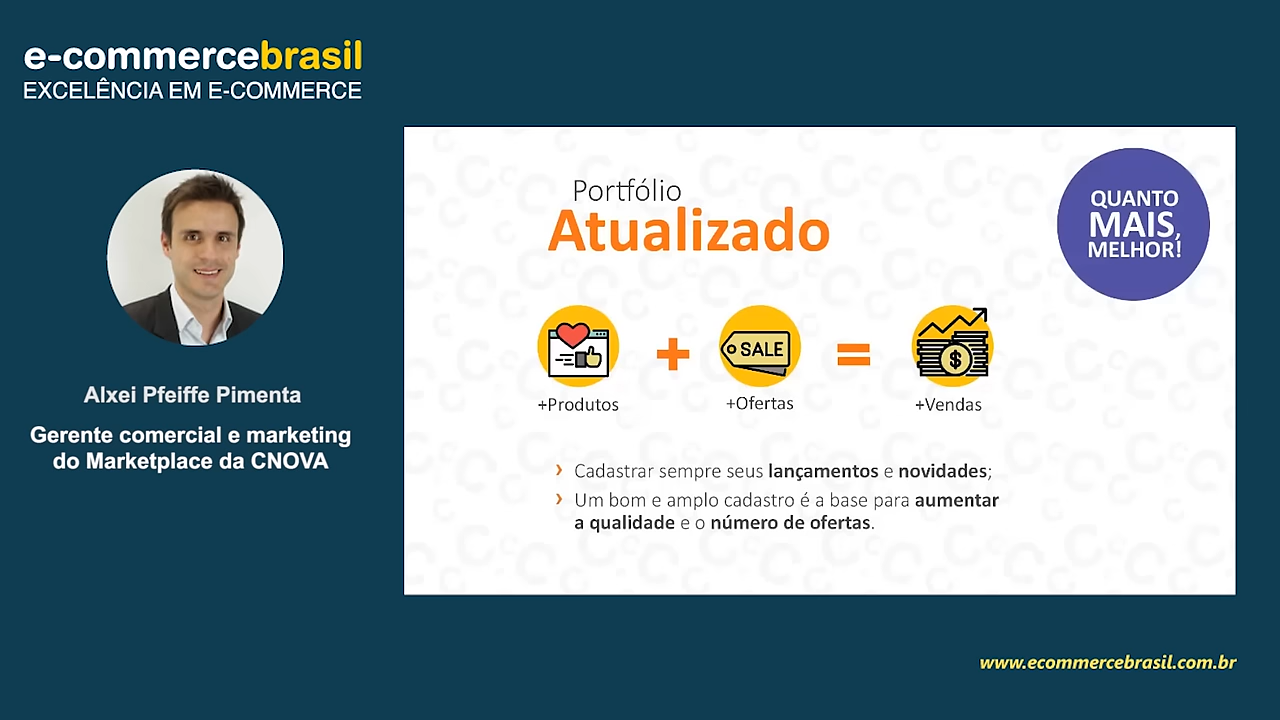 e-commercebrasil
EXCELÊNCIA EM E-COMMERCE
Alxei Pfeiffe Pimenta
Gerente comercial e marketing
do Marketplace da CNOVA
Portfólio
Atualizado
QUANTO
MAIS,
MELHOR!
SALE
$
+Produtos
+Ofertas
+Vendas
Cadastrar sempre seus lançamentos e novidades;
Um bom e amplo cadastro é a base para aumentar
a qualidade e o número de ofertas.
www.ecommercebrasil.com.br